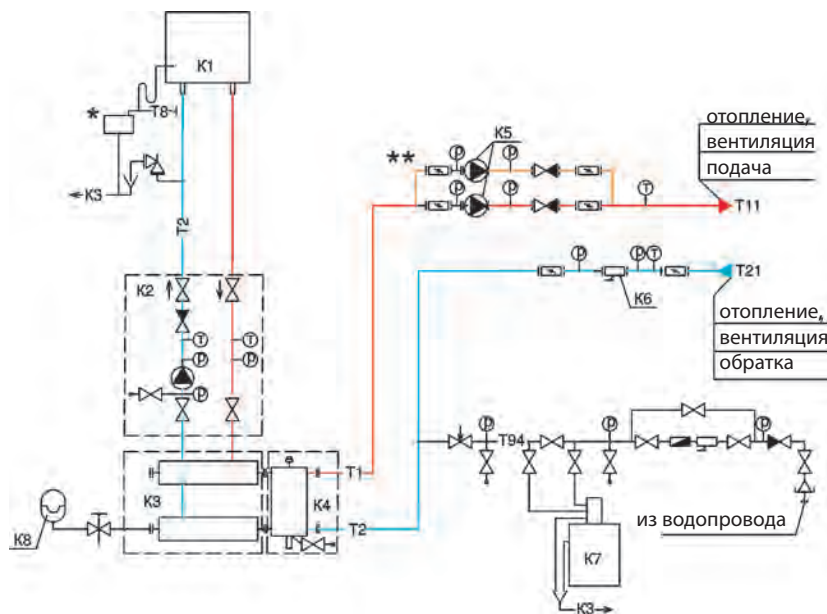 К1
*
Т8
К3
Т2
К2
Т
Р
Р
Т
Р
К3
К4
Т1
Т2
К8
**
К5
Р
Р
Р
Р
Т
отопление,
вентиляция
подача
Т11
Р
Р
Т
К6
Т21
отопление,
вентиляция
обратка
Р
Т94
Р
Р
из водопровода
К7
К3